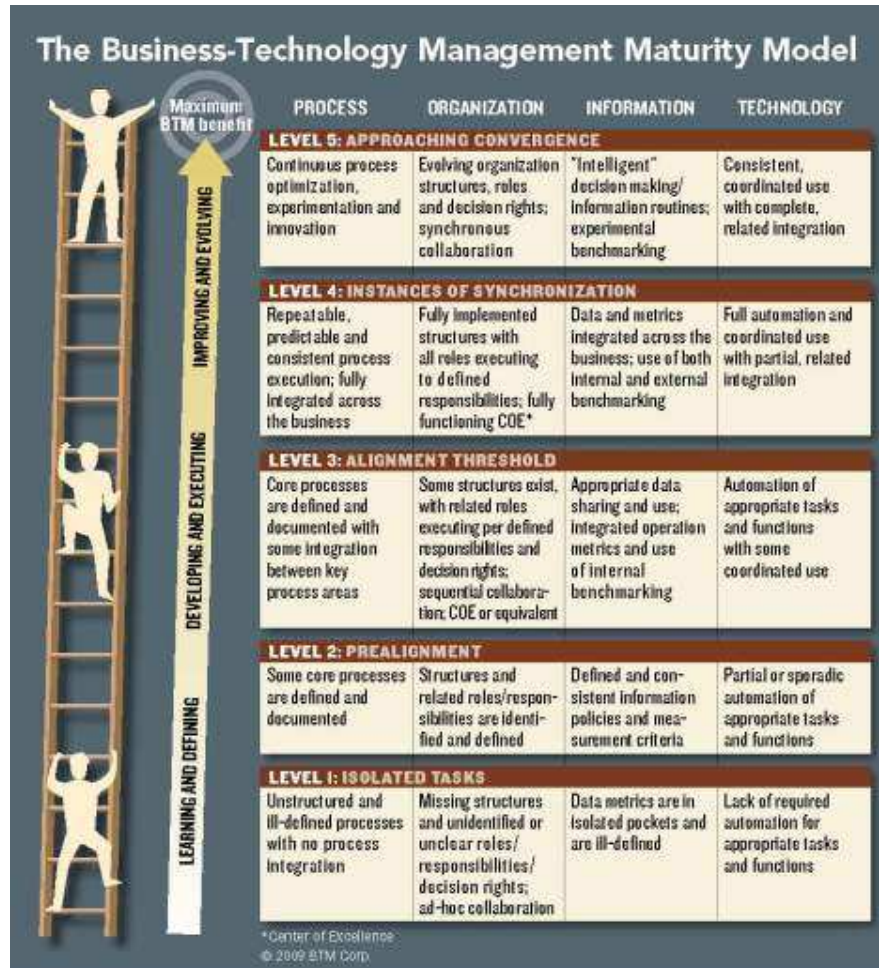 The Business-Technology Management Maturity Model
Maximum
BTM benefit
PROCESS
ORGANIZATION
INFORMATION
TECHNOLOGY
LEVEL 5: APPROACHING CONVERGENCE
Continuous process
optimization,
experimentation and
innovation
Evolving organization
structures, roles
and decision rights;
synchronous
collaboration
"Intelligent"
decision making/
information routines;
experimental
benchmarking
Consistent,
coordinated use
with complete,
related integration
LEVEL 4: INSTANCES OF SYNCHRONIZATION
Repeatable,
predictable and
consistent process
execution; fully
integrated across
the business
Fully implemented
structures with
all roles executing
to defined
responsibilities; fully
functioning COE*
Data and metrics
integrated across the
business; use of both
internal and external
benchmarking
Full automation and
coordinated use
with partial, related
integration
LEVEL 3: ALIGNMENT THRESHOLD
Core processes
are defined and
documented with
some integration
between key
process areas
Some structures exist,
with related roles
executing per defined
responsibilities and
decision rights;
sequential collabora-
tion; COE or equivalent
Appropriate data
sharing and use;
integrated operation
metrics and use
of internal
benchmarking
Automation of
appropriate tasks
and functions
with some
coordinated use
LEVEL 2: PREALIGNMENT
Some core processes
are defined and
documented
Structures and
related roles/respon-
sibilities are identi-
fied and defined
Defined and con-
sistent information
policies and mea-
surement criteria
Partial or sporadic
automation of
appropriate tasks
and functions
LEVEL 1: ISOLATED TASKS
Unstructured and
ill-defined processes
with no process
integration
Missing structures
and unidentified or
unclear roles/
responsibilities/
decision rights;
ad-hoc collaboration
Data metrics are in
isolated pockets and
are ill-defined
Lack of required
automation for
appropriate tasks
and functions
IMPROVING AND EVOLVING
DEVELOPING AND EXECUTING
LEARNING AND DEFINING
*Center of Excellence
© 2009 BTM Corp.